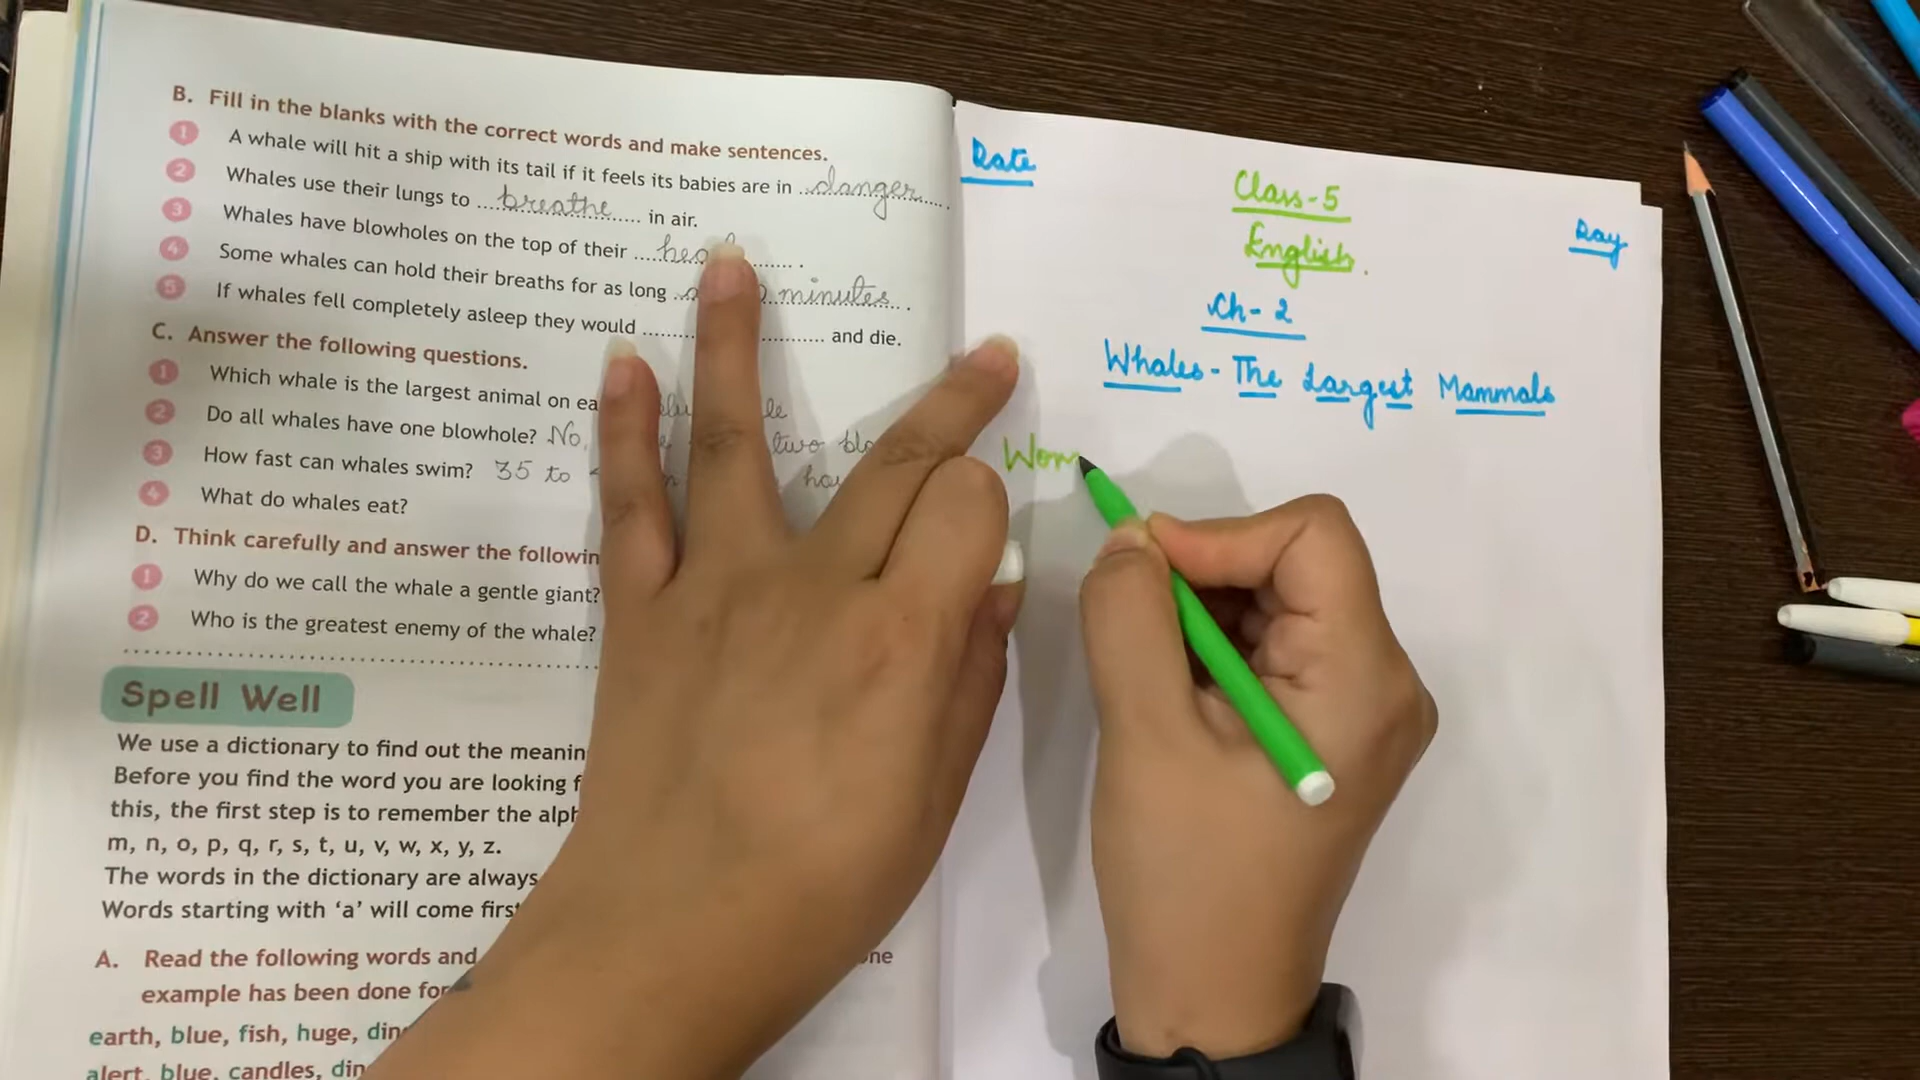 B. Fill in the blanks with the correct words and make sentences.
1 A whale will hit a ship with its tail if it feels its babies are in ...danger....
2 Whales use their lungs to ...breathe... in air.
3 Whales have blowholes on the top of their ... .
4 Some whales can hold their breaths for as long ... minutes .
5 If whales fell completely asleep they would ... and die.
C. Answer the following questions.
1 Which whale is the largest animal on
2 Do all whales have one blowhole? No. two
3 How fast can whales swim? 35 to
4 What do whales eat?
D. Think carefully and answer the
1 Why do we call the whale a gentle giant?
2 Who is the greatest enemy of the whale?
Spell Well
We use a dictionary to find out the
Before you find the word you are looking
this, the first step is to remember the
m, n, o, p, q, r, s, t, u, v, w, x, y, z.
The words in the dictionary are always
Words starting with ‘a’ will come
A. Read the following words and
example has been done
earth, blue, fish, huge,
alert, blue, candles,
Date
Class-5
English.
Day
Ch- 2
Whales - The Largest Mammals